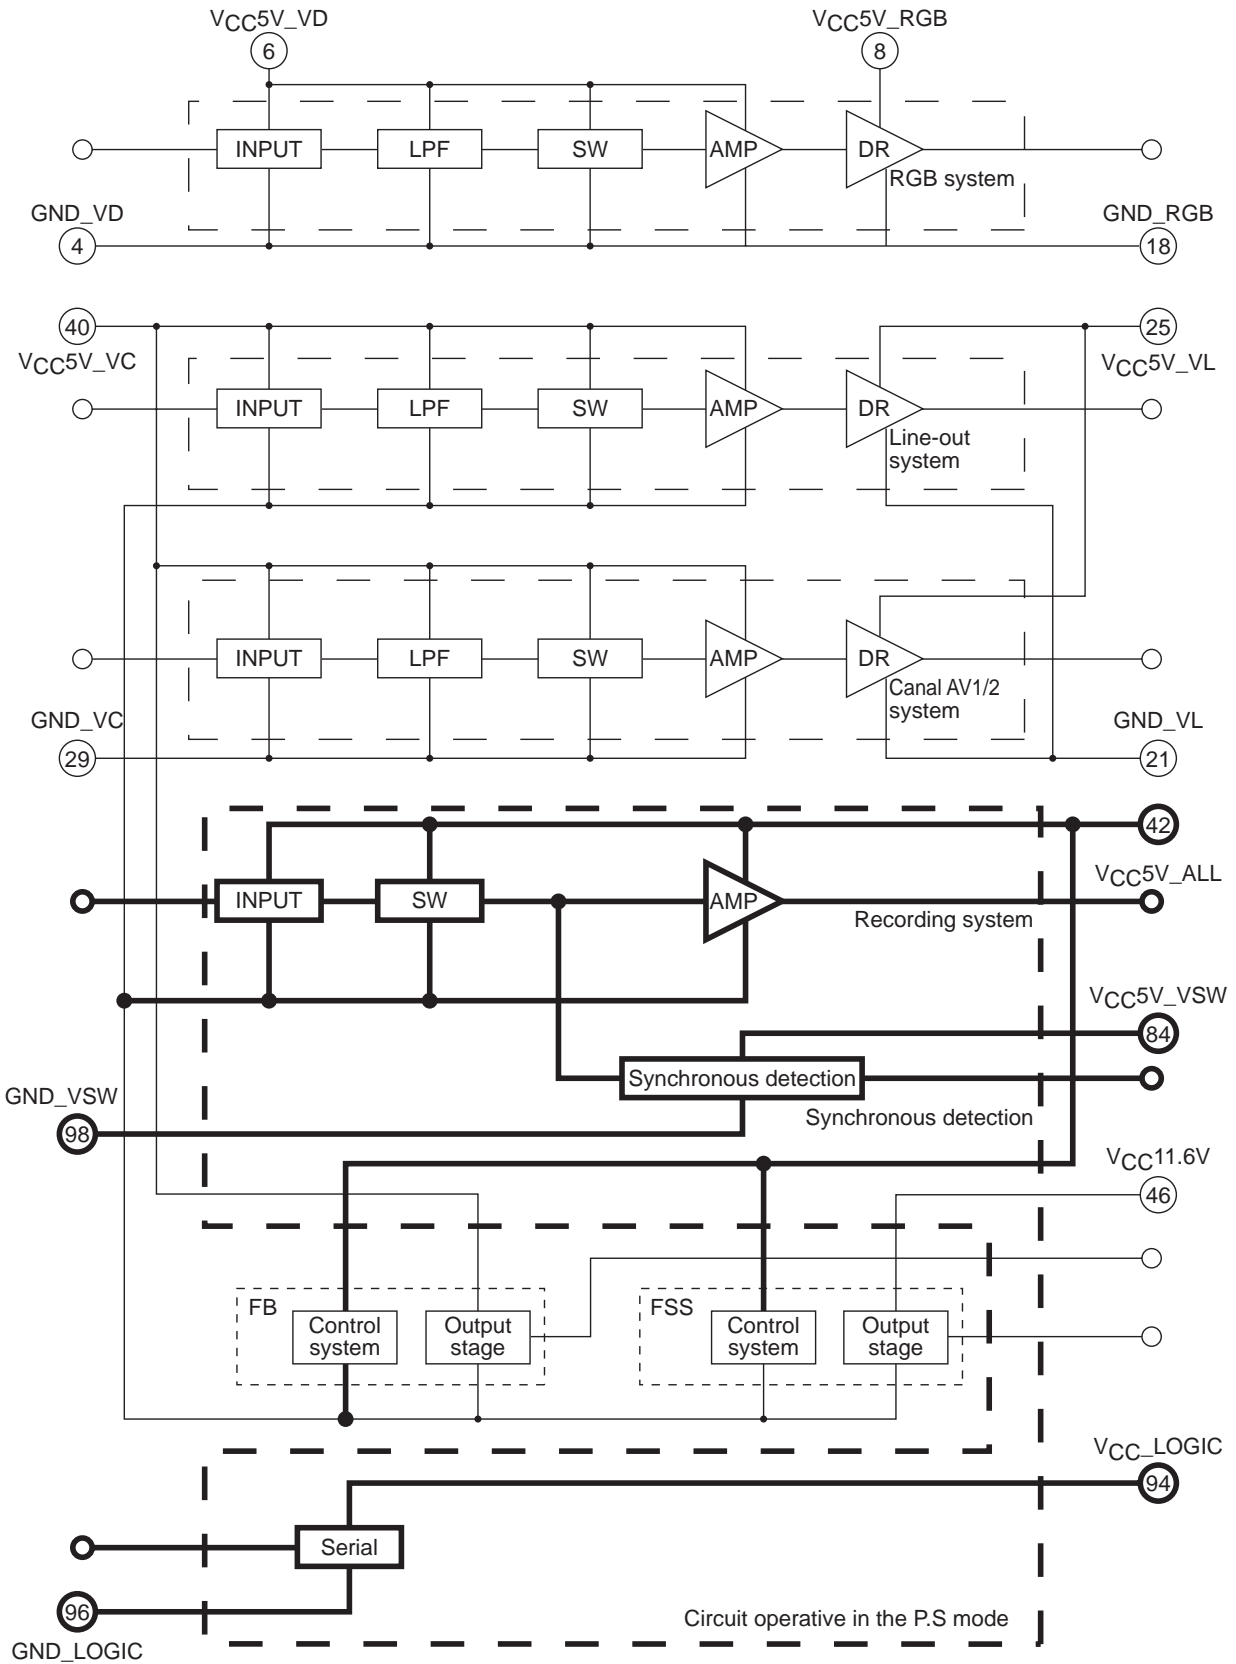 VCC5V_VD
VCC5V_RGB
6
8
INPUT
LPF
SW
AMP
DR
RGB system
GND_VD
GND_RGB
4
18
40
25
VCC5V_VC
VCC5V_VL
INPUT
LPF
SW
AMP
DR
Line-out
system
INPUT
LPF
SW
AMP
DR
Canal AV1/2
system
GND_VC
GND_VL
29
21
42
VCC5V_ALL
INPUT
SW
AMP
Recording system
VCC5V_VSW
84
Synchronous detection
GND_VSW
Synchronous detection
98
VCC11.6V
46
FB
Control
system
Output
stage
FSS
Control
system
Output
stage
VCC_LOGIC
94
Serial
96
Circuit operative in the P.S mode
GND_LOGIC